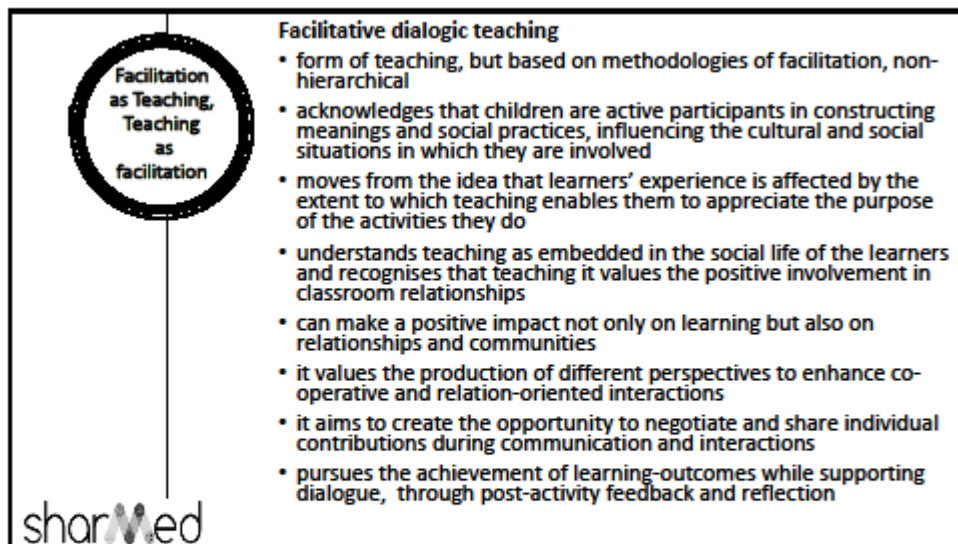 Facilitation
as Teaching,
Teaching
as
facilitation
Facilitative dialogic teaching
• form of teaching, but based on methodologies of facilitation, non-
hierarchical
• acknowledges that children are active participants in constructing
meanings and social practices, influencing the cultural and social
situations in which they are involved
• moves from the idea that learners’ experience is affected by the
extent to which teaching enables them to appreciate the purpose
of the activities they do
• understands teaching as embedded in the social life of the learners
and recognises that teaching it values the positive involvement in
classroom relationships
• can make a positive impact not only on learning but also on
relationships and communities
• it values the production of different perspectives to enhance co-
operative and relation-oriented interactions
• it aims to create the opportunity to negotiate and share individual
contributions during communication and interactions
• pursues the achievement of learning-outcomes while supporting
dialogue, through post-activity feedback and reflection
sharMed